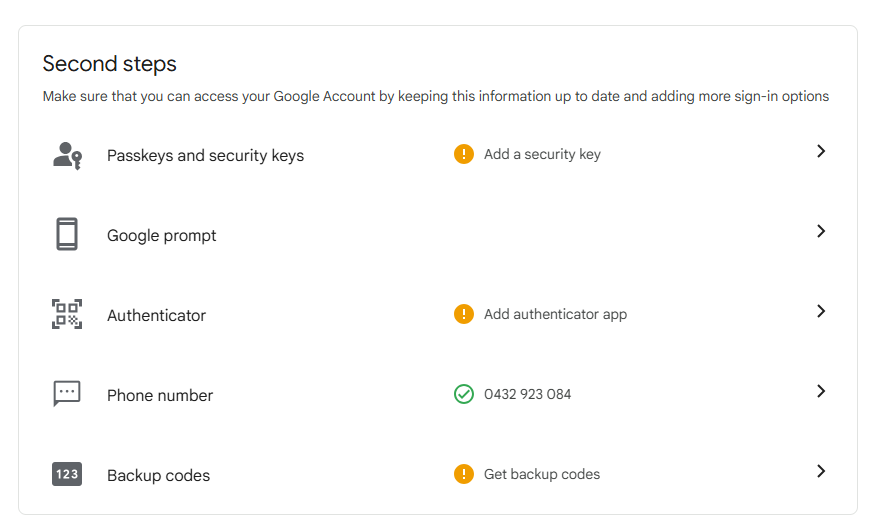 Second steps
Make sure that you can access your Google Account by keeping this information up to date and adding more sign-in options
Passkeys and security keys
Add a security key
Google prompt
Authenticator
Add authenticator app
Phone number
0432 923 084
123
Backup codes
Get backup codes